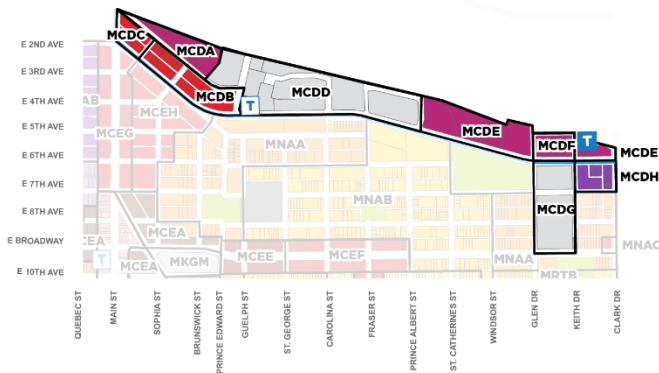 E 2ND AVE
E 3RD AVE
E 4TH AVE
E 5TH AVE
E 6TH AVE
E 7TH AVE
E 8TH AVE
E BROADWAY
E 10TH AVE
MCDC
MCDA
MCDB
T
MCDD
MCDE
MCDF
T
MCDE
MCDH
MCDG
AB
MCEH
MCEG
MNAA
MNAB
MCEA
CEA
MCEA
MKGM
MCEE
MCEF
MNAA
MNAC
MRTB
T
QUEBEC ST
MAIN ST
SOPHIA ST
BRUNSWICK ST
PRINCE EDWARD ST
GUELPH ST
ST. GEORGE ST
CAROLINA ST
FRASER ST
PRINCE ALBERT ST
ST. CATHERINES ST
WINDSOR ST
GLEN DR
KEITH DR
CLARK DR